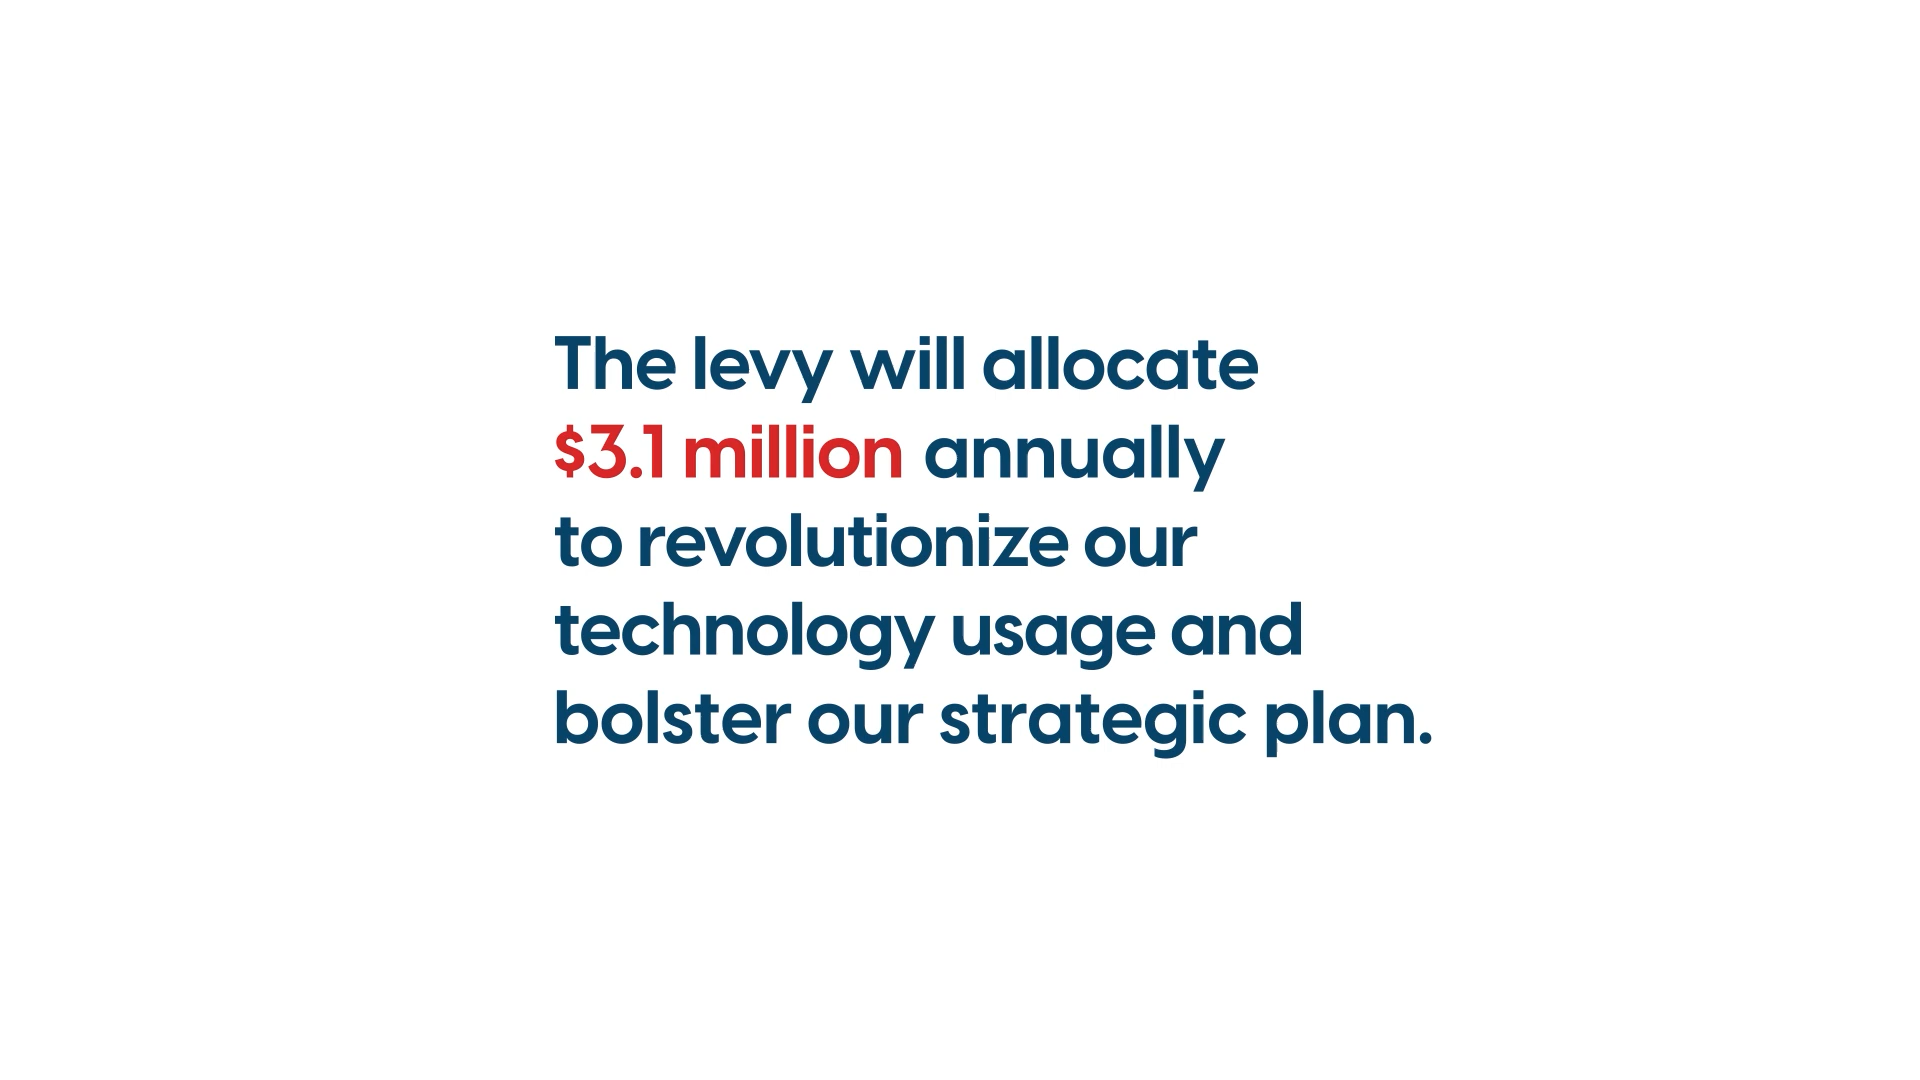 The levy will allocate
$3.1 million annually
to revolutionize our
technology usage and
bolster our strategic plan.